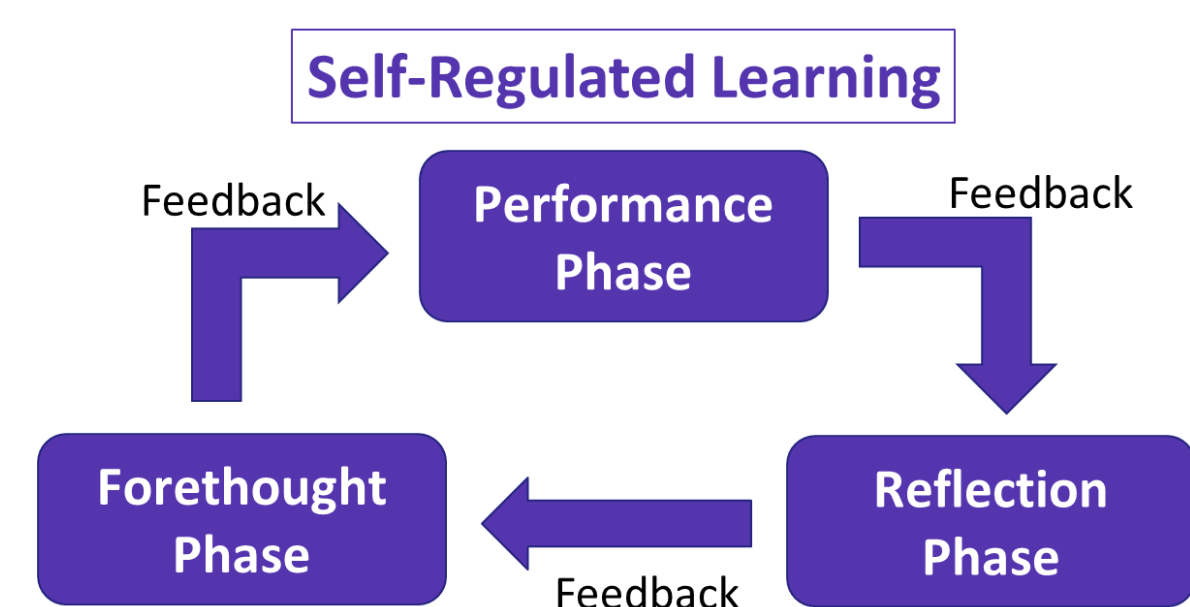 Self-Regulated Learning
Feedback
Performance
Phase
Feedback
Forethought
Phase
Reflection
Phase
Feedback